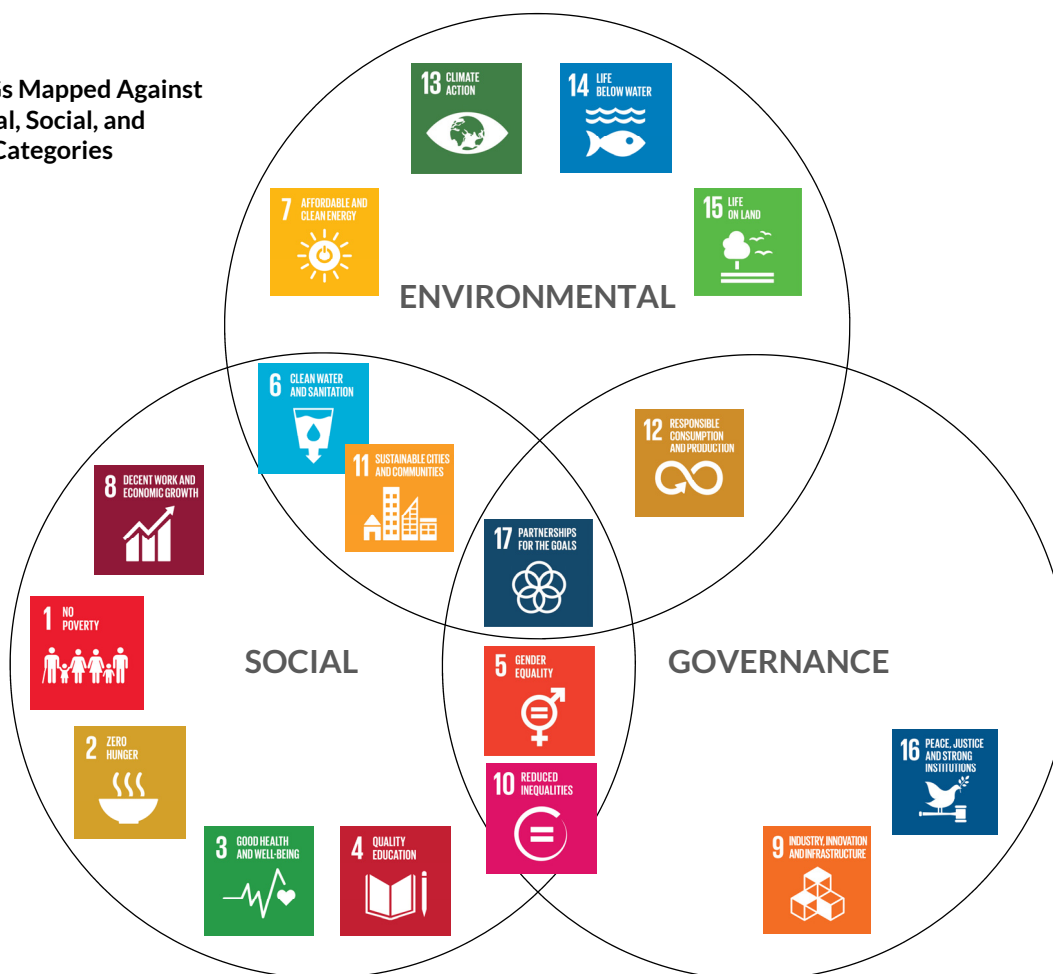 Gs Mapped Against
al, Social, and
Categories
13 CLIMATE
ACTION
14 LIFE
BELOW WATER
7 AFFORDABLE AND
CLEAN ENERGY
15 LIFE
ON LAND
ENVIRONMENTAL
6 CLEAN WATER
AND SANITATION
12 RESPONSIBLE
CONSUMPTION
AND PRODUCTION
11 SUSTAINABLE CITIES
AND COMMUNITIES
8 DECENT WORK AND
ECONOMIC GROWTH
17 PARTNERSHIPS
FOR THE GOALS
1 NO
POVERTY
SOCIAL
5 GENDER
EQUALITY
GOVERNANCE
2 ZERO
HUNGER
16 PEACE, JUSTICE
AND STRONG
INSTITUTIONS
10 REDUCED
INEQUALITIES
3 GOOD HEALTH
AND WELL-BEING
4 QUALITY
EDUCATION
9 INDUSTRY, INNOVATION
AND INFRASTRUCTURE